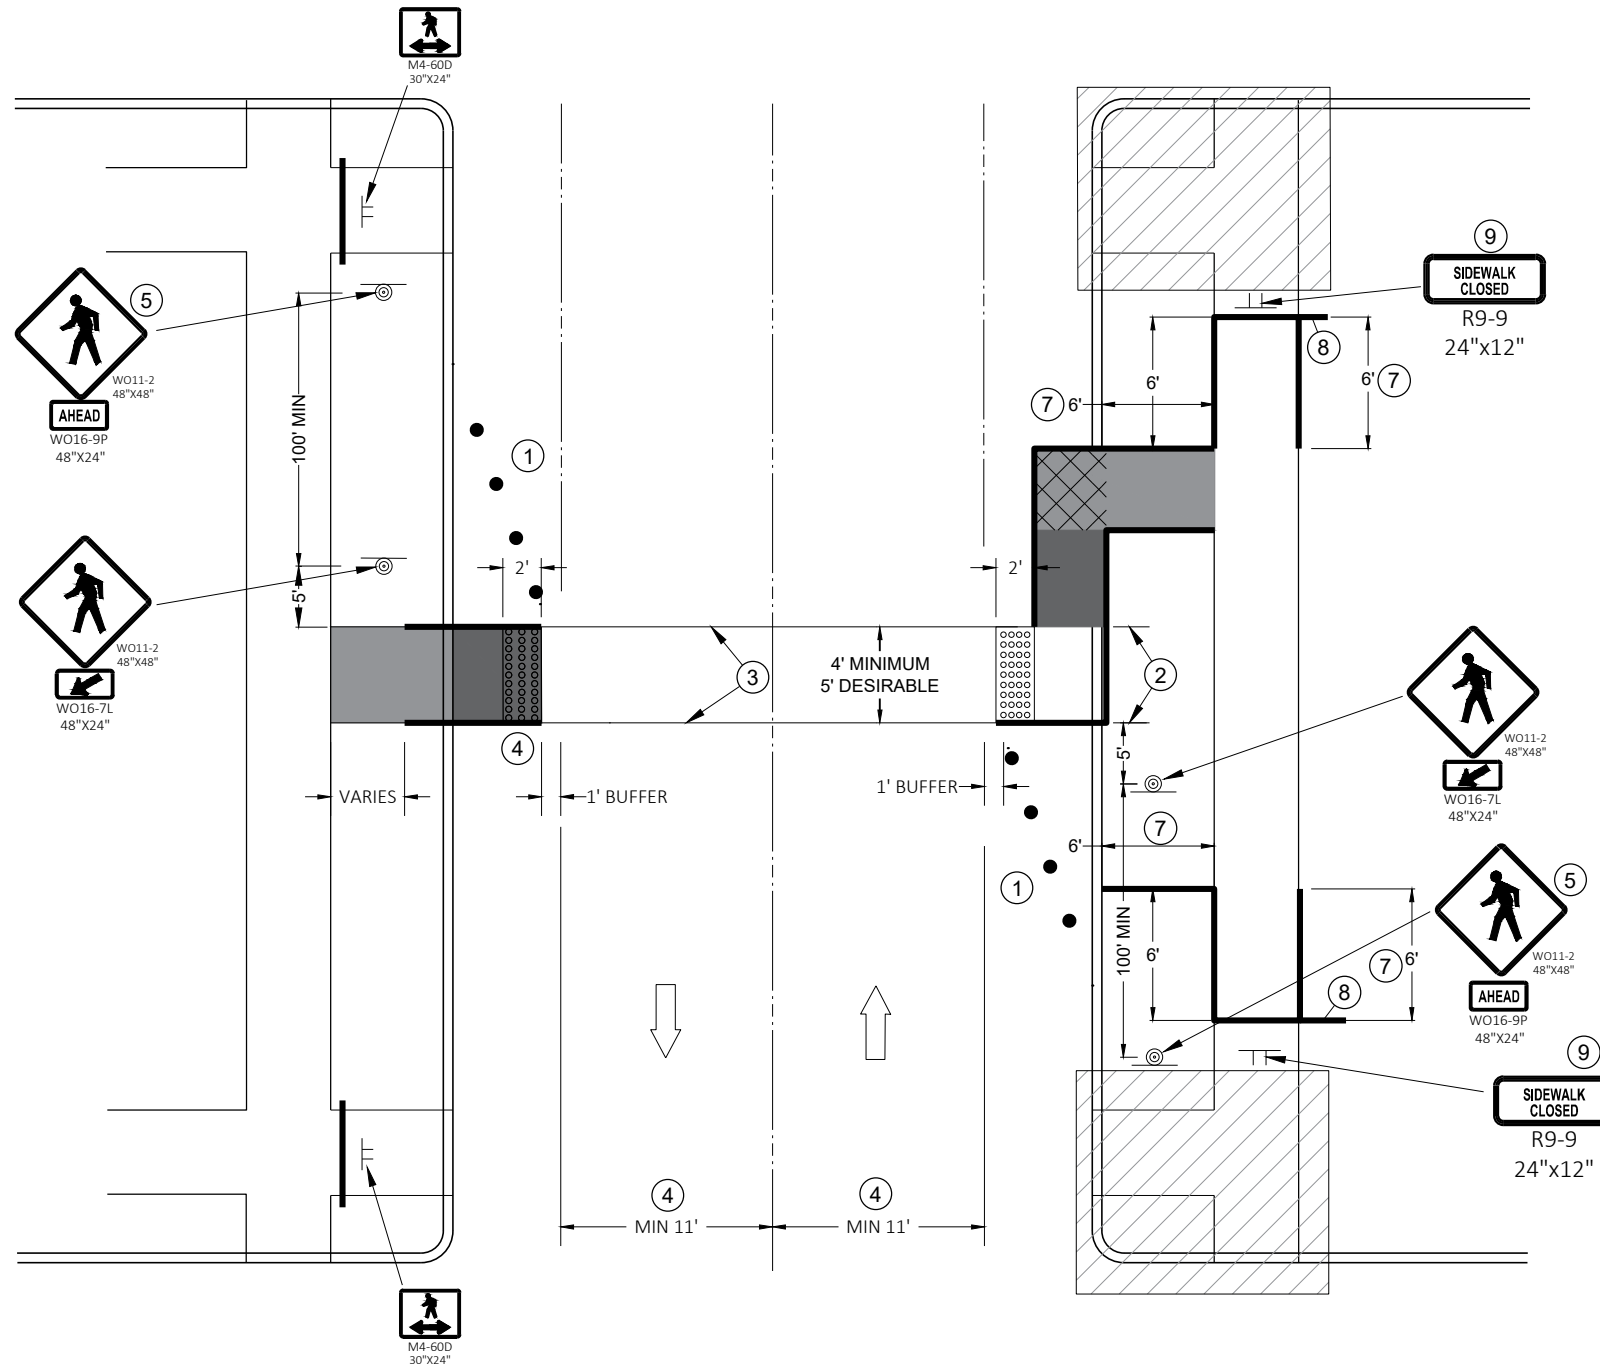 M4-60D
30"X24"
9
SIDEWALK
CLOSED
R9-9
24"x12"
5
WO11-2
48"X48"
AHEAD
WO16-9P
48"X24"
100' MIN
1
6'
8
6'
7
7
6'
2'
2'
5'
WO11-2
48"X48"
WO16-7L
48"X24"
3
4' MINIMUM
5' DESIRABLE
2
WO11-2
48"X48"
WO16-7L
48"X24"
4
5'
VARIES
1' BUFFER
1' BUFFER
7
6'
1
5
100' MIN
6'
7
6'
WO11-2
48"X48"
AHEAD
WO16-9P
48"X24"
8
9
SIDEWALK
CLOSED
R9-9
24"x12"
4
4
MIN 11'
MIN 11'
M4-60D
30"X24"